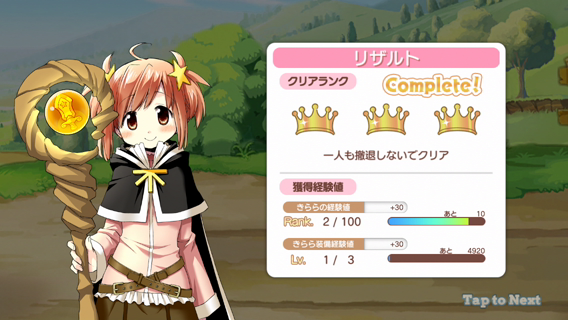 リザルト
クリアランク
Complete!
一人も撤退しないでクリア
獲得経験値
きららの経験値 +30
あと 10
Rank. 2 / 100
きらら装備経験値 +30
あと 4920
Lv. 1 / 3
Tap to Next